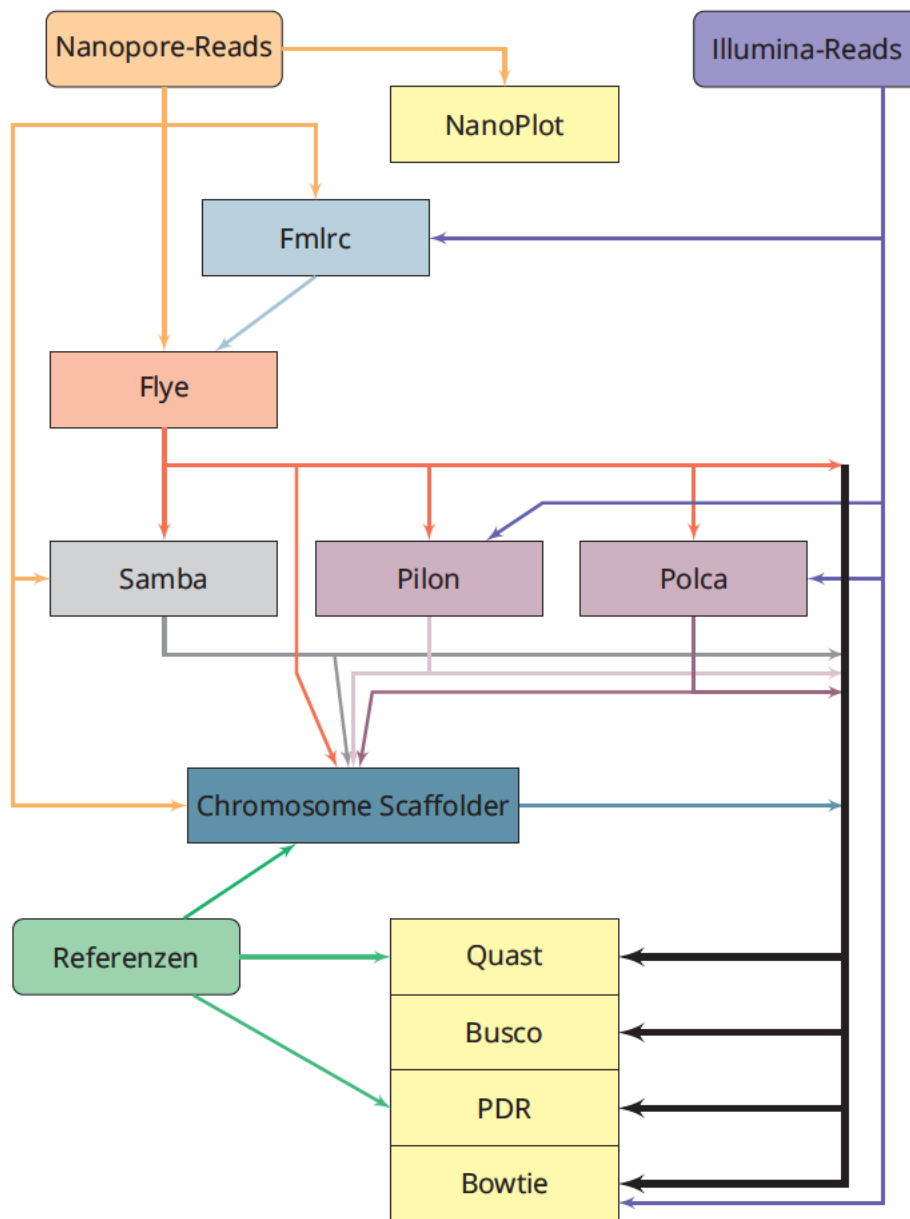 Nanopore-Reads
Illumina-Reads
NanoPlot
Fmlrc
Flye
Samba
Pilon
Polca
Chromosome Scaffolder
Referenzen
Quast
Busco
PDR
Bowtie